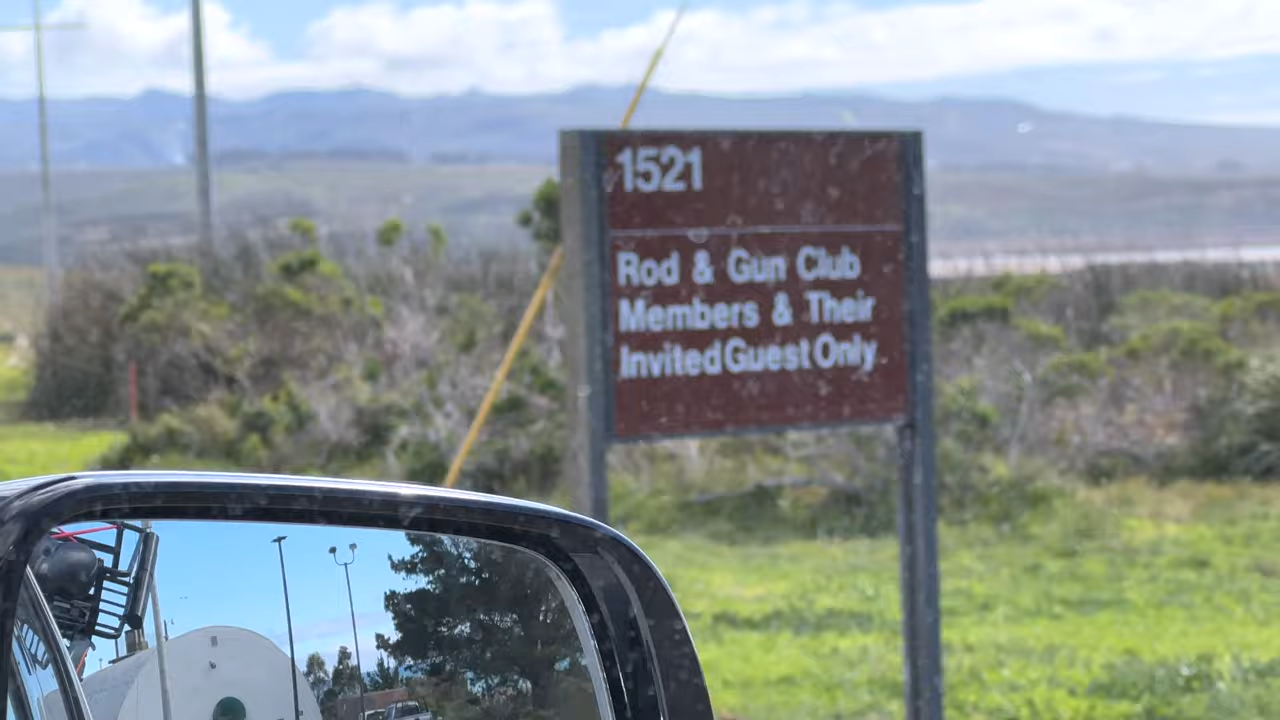 1521
Rod & Gun Club
Members & Their
Invited Guest Only